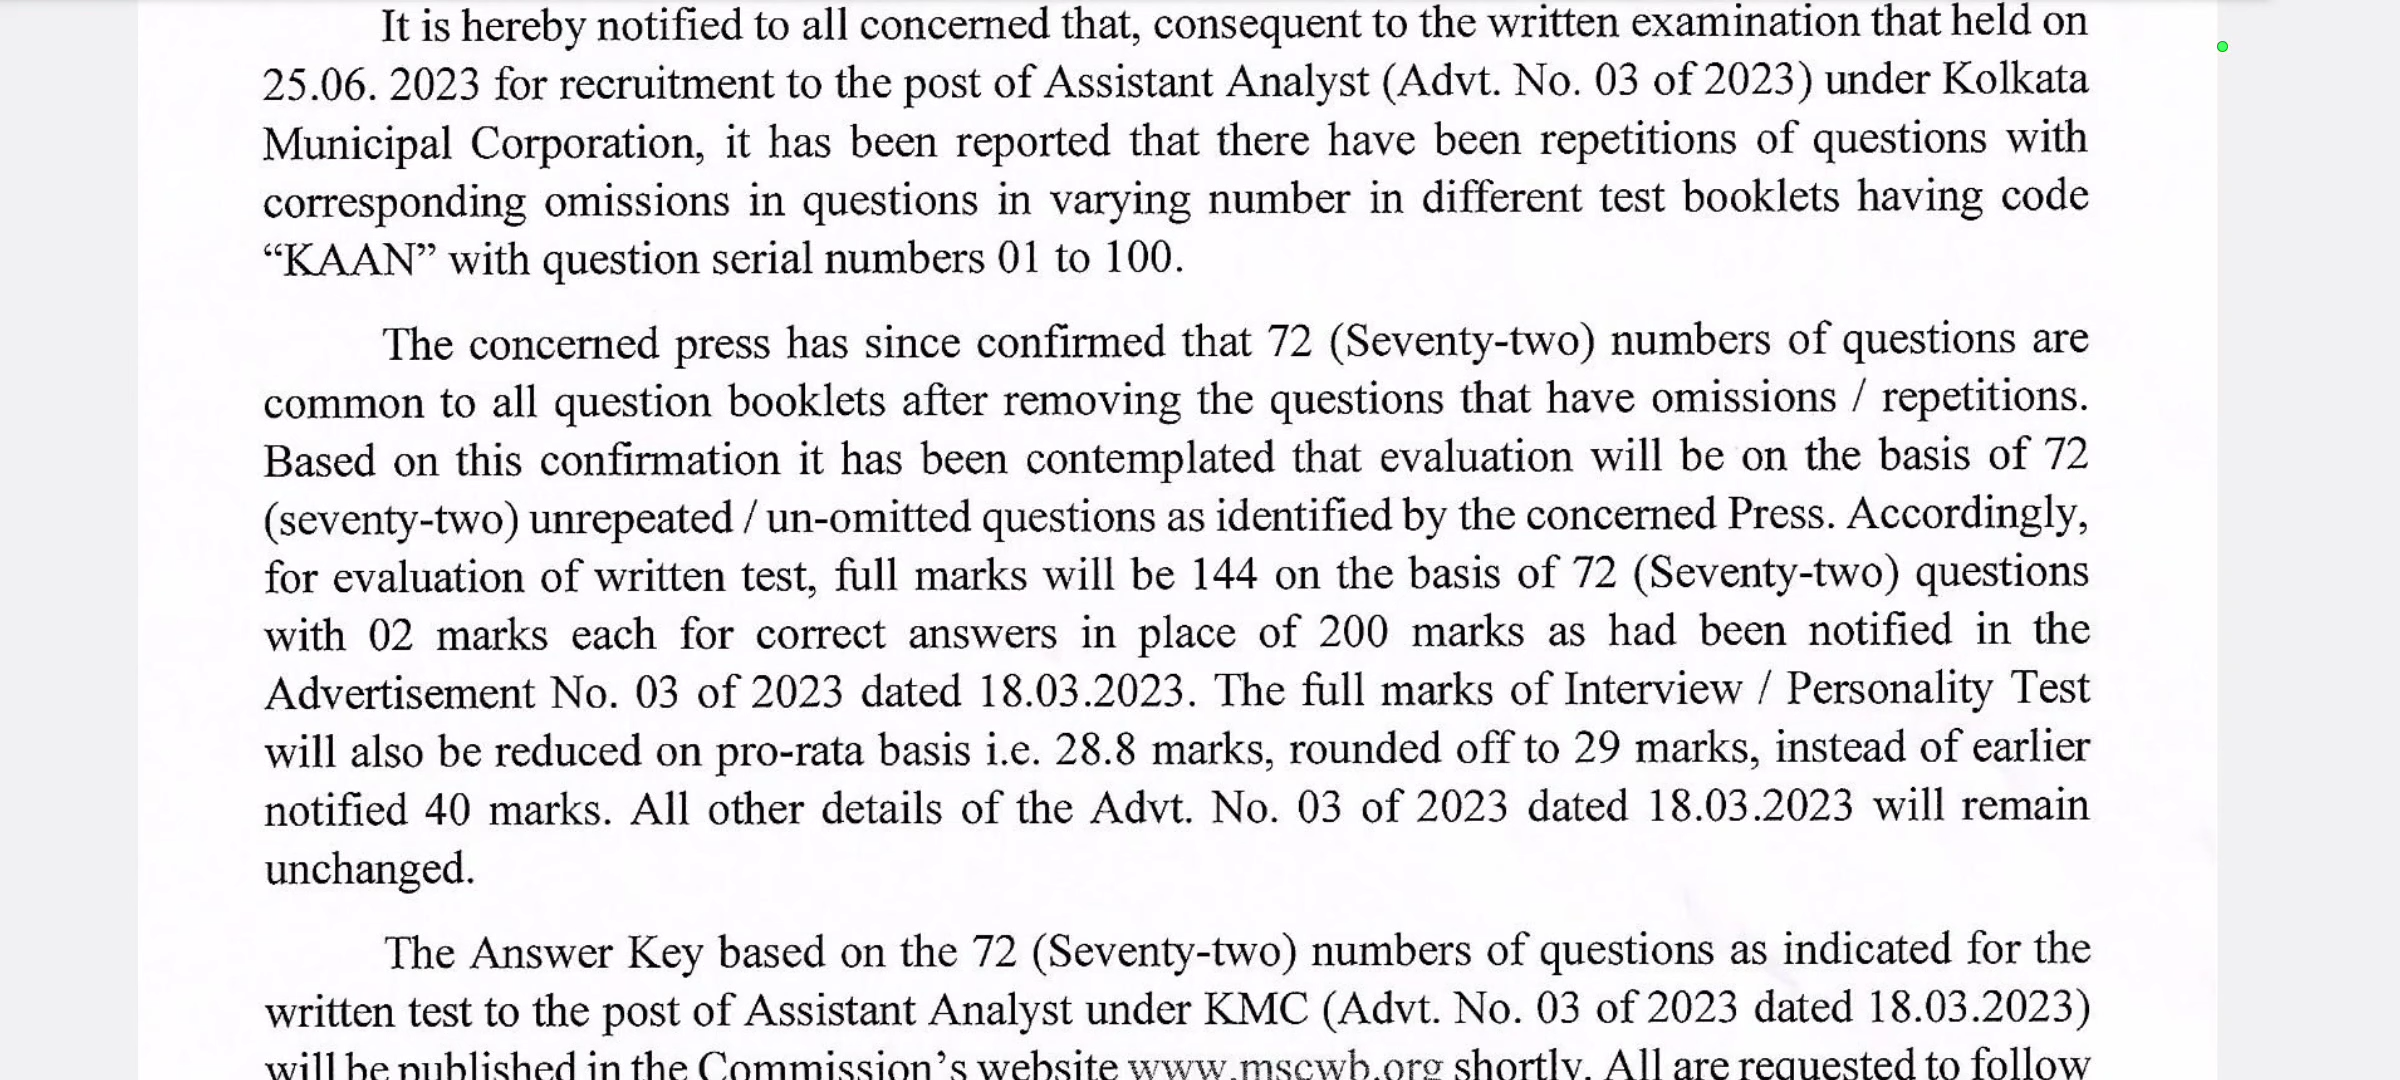 It is hereby notified to all concerned that, consequent to the written examination that held on
25.06. 2023 for recruitment to the post of Assistant Analyst (Advt. No. 03 of 2023) under Kolkata
Municipal Corporation, it has been reported that there have been repetitions of questions with
corresponding omissions in questions in varying number in different test booklets having code
“KAAN” with question serial numbers 01 to 100.
The concerned press has since confirmed that 72 (Seventy-two) numbers of questions are
common to all question booklets after removing the questions that have omissions / repetitions.
Based on this confirmation it has been contemplated that evaluation will be on the basis of 72
(seventy-two) unrepeated / un-omitted questions as identified by the concerned Press. Accordingly,
for evaluation of written test, full marks will be 144 on the basis of 72 (Seventy-two) questions
with 02 marks each for correct answers in place of 200 marks as had been notified in the
Advertisement No. 03 of 2023 dated 18.03.2023. The full marks of Interview / Personality Test
will also be reduced on pro-rata basis i.e. 28.8 marks, rounded off to 29 marks, instead of earlier
notified 40 marks. All other details of the Advt. No. 03 of 2023 dated 18.03.2023 will remain
unchanged.
The Answer Key based on the 72 (Seventy-two) numbers of questions as indicated for the
written test to the post of Assistant Analyst under KMC (Advt. No. 03 of 2023 dated 18.03.2023)
will be published in the Commission’s website www.mscwb.org shortly. All are requested to follow